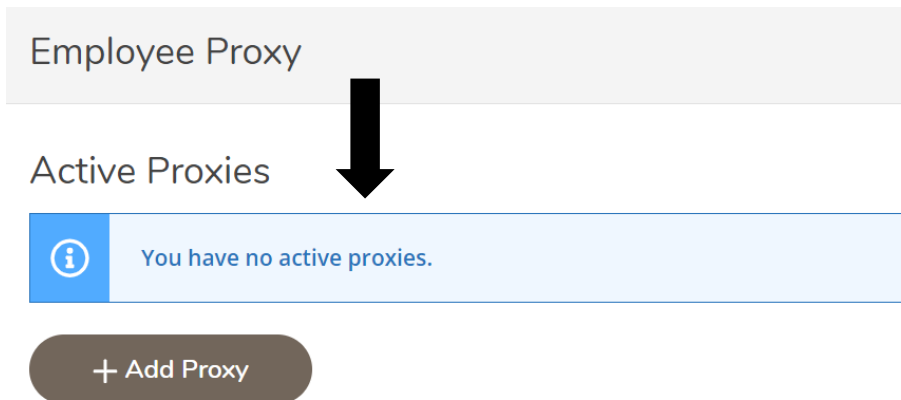 Employee Proxy
Active Proxies
You have no active proxies.
+ Add Proxy